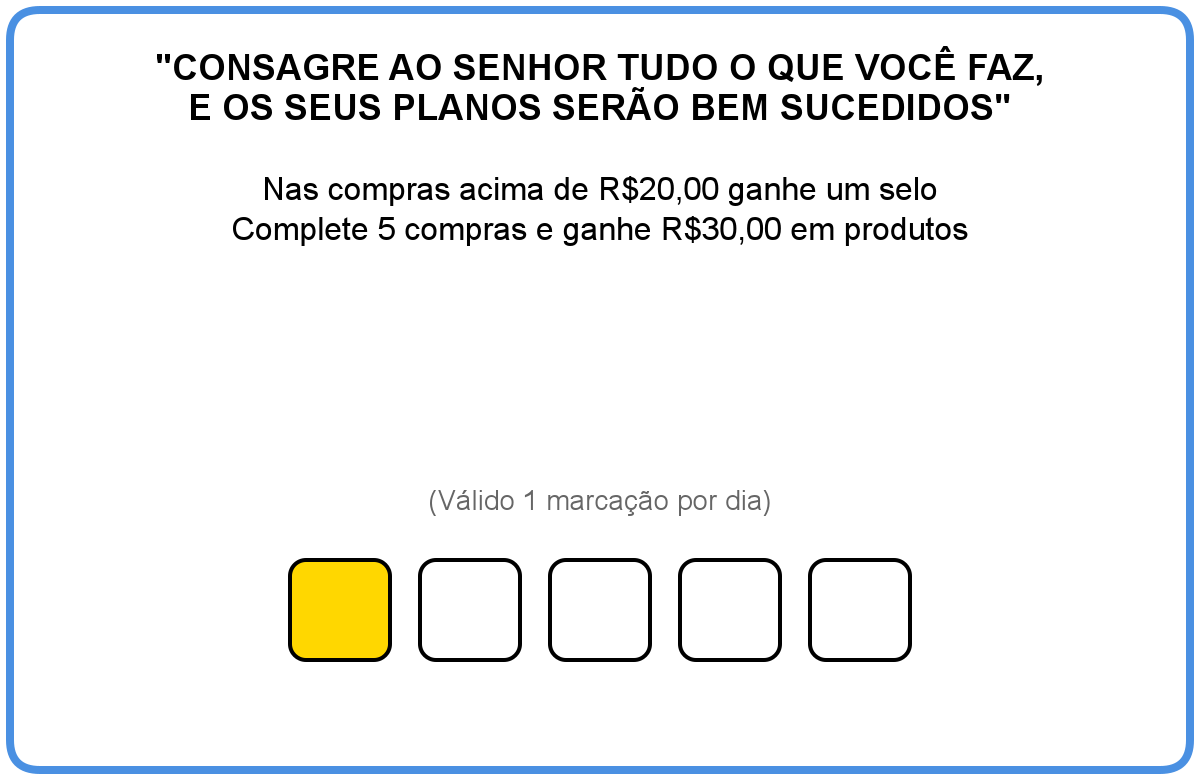 "CONSAGRE AO SENHOR TUDO O QUE VOCÊ FAZ,
E OS SEUS PLANOS SERÃO BEM SUCEDIDOS"
Nas compras acima de R$20,00 ganhe um selo
Complete 5 compras e ganhe R$30,00 em produtos
(Válido 1 marcação por dia)